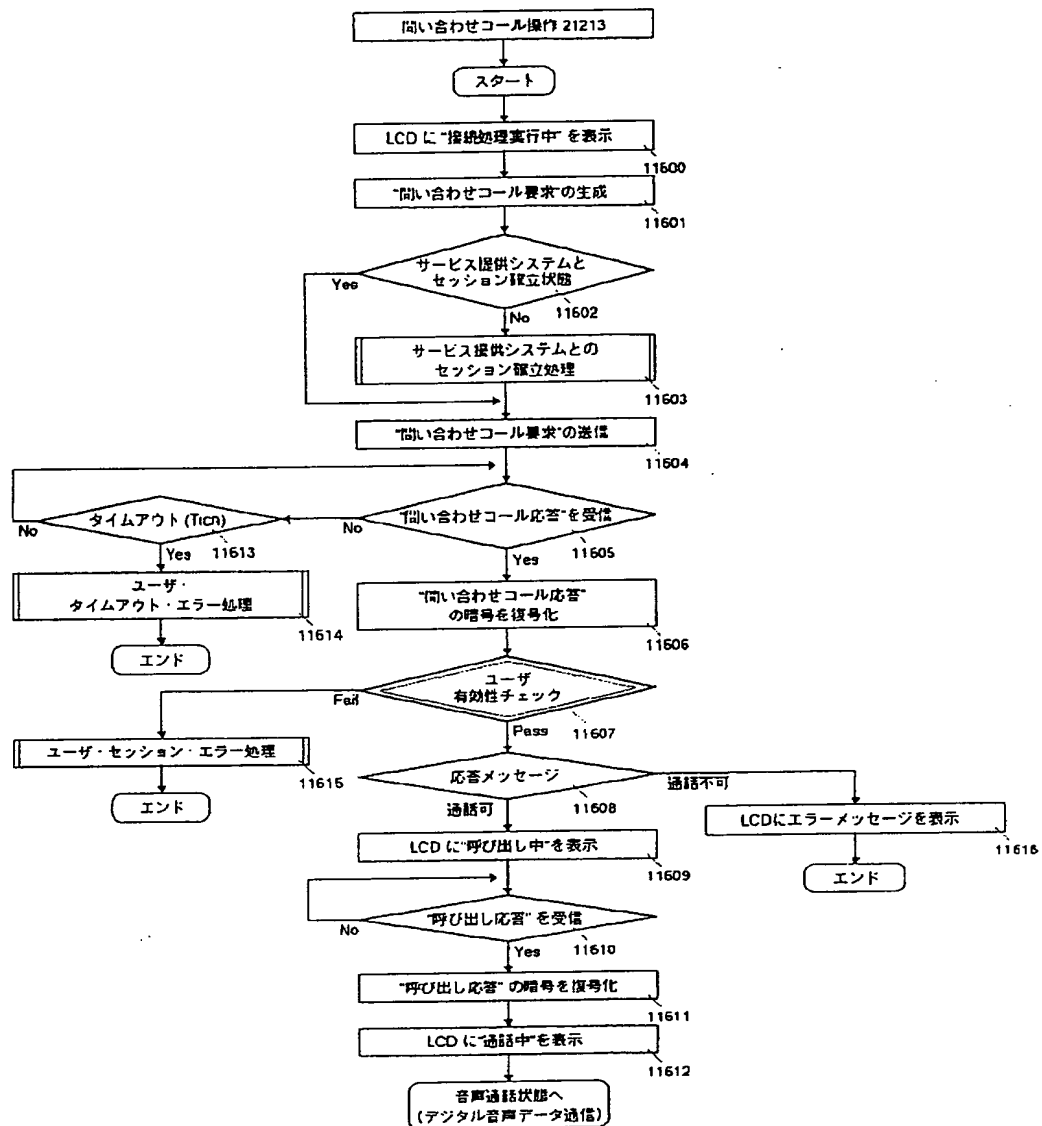 問い合わせコール操作 21213
スタート
LCD に "接続処理実行中" を表示
11600
"問い合わせコール要求"の生成
11601
サービス提供システムと
セッション確立状態
Yes
11602
No
サービス提供システムとの
セッション確立処理
11603
"問い合わせコール要求"の送信
11604
タイムアウト (TICR)
No
11613
Yes
"問い合わせコール応答"を受信
No
11605
Yes
ユーザ・
タイムアウト・エラー処理
11614
エンド
"問い合わせコール応答"
の暗号を復号化
11606
ユーザ
有効性チェック
Fail
11607
Pass
ユーザ・セッション・エラー処理
11615
エンド
応答メッセージ
通話不可
11608
通話可
LCDにエラーメッセージを表示
11616
エンド
LCD に"呼び出し中"を表示
11609
"呼び出し応答" を受信
No
11610
Yes
"呼び出し応答" の暗号を復号化
11611
LCD に"通話中"を表示
11612
音声通話状態へ
(デジタル音声データ通信)